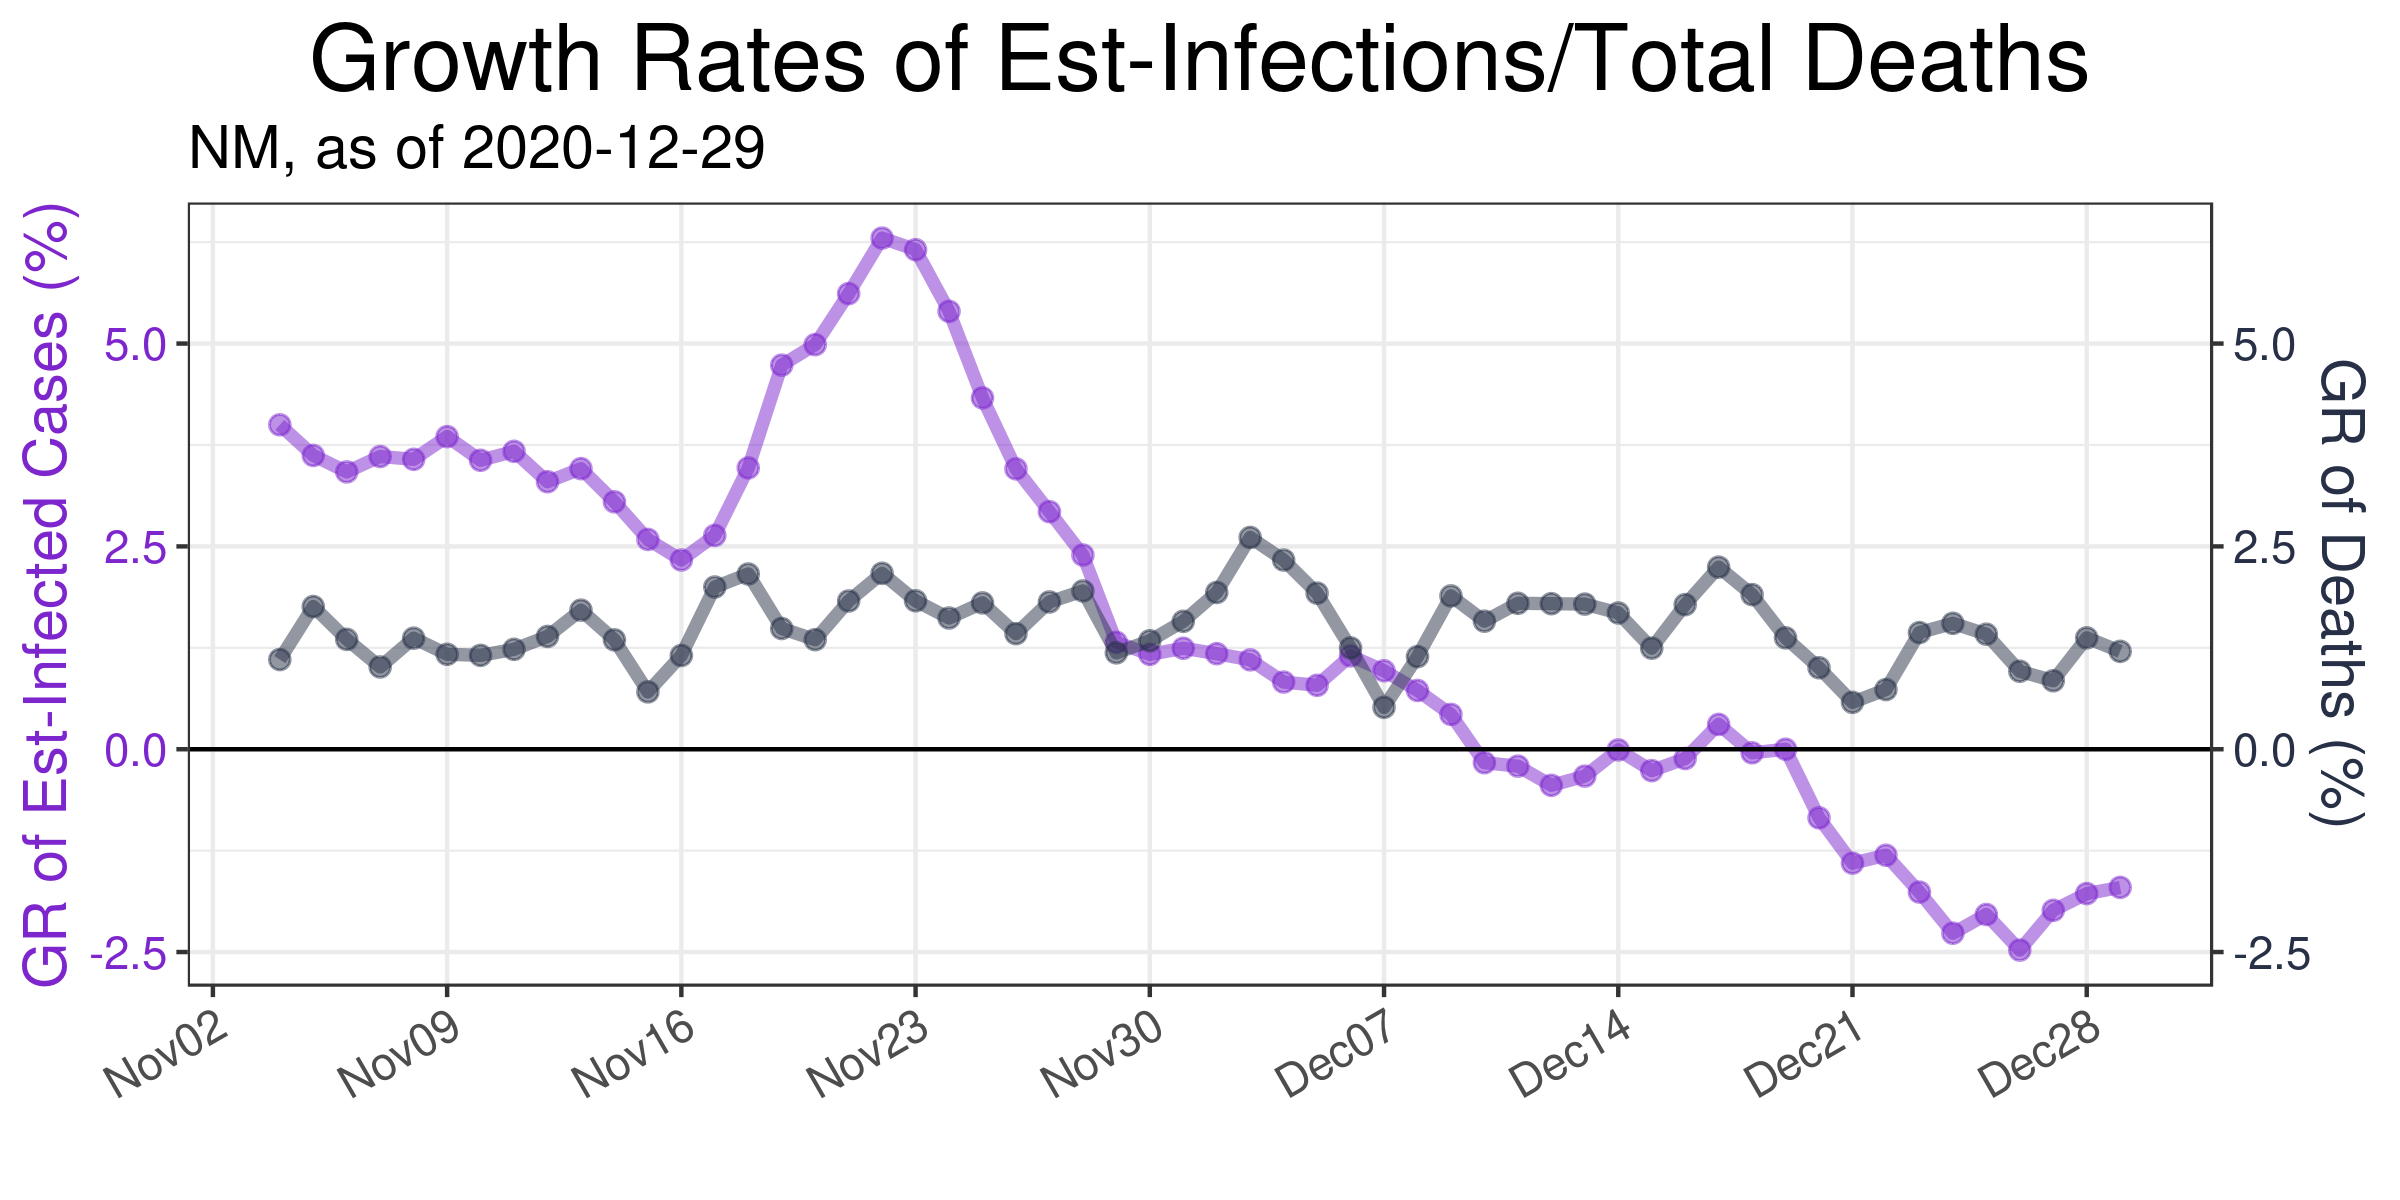 Growth Rates of Est-Infections/Total Deaths
NM, as of 2020-12-29
GR of Est-Infected Cases (%)
5.0
2.5
0.0
-2.5
5.0
2.5
0.0
-2.5
GR of Deaths (%)
Nov02
Nov09
Nov16
Nov23
Nov30
Dec07
Dec14
Dec21
Dec28